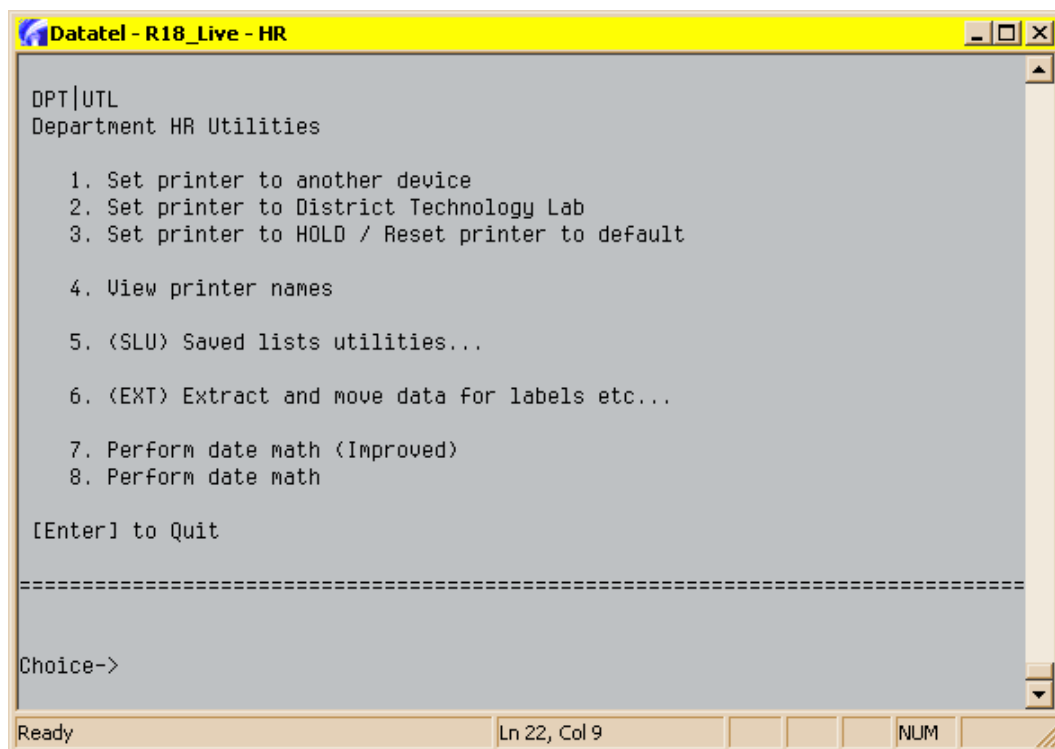 Datatel - R18_Live - HR
DPT|UTL
Department HR Utilities
1. Set printer to another device
2. Set printer to District Technology Lab
3. Set printer to HOLD / Reset printer to default
4. View printer names
5. (SLU) Saved lists utilities...
6. (EXT) Extract and move data for labels etc...
7. Perform date math (Improved)
8. Perform date math
[Enter] to Quit
================================================================================
Choice->
Ready Ln 22, Col 9 NUM